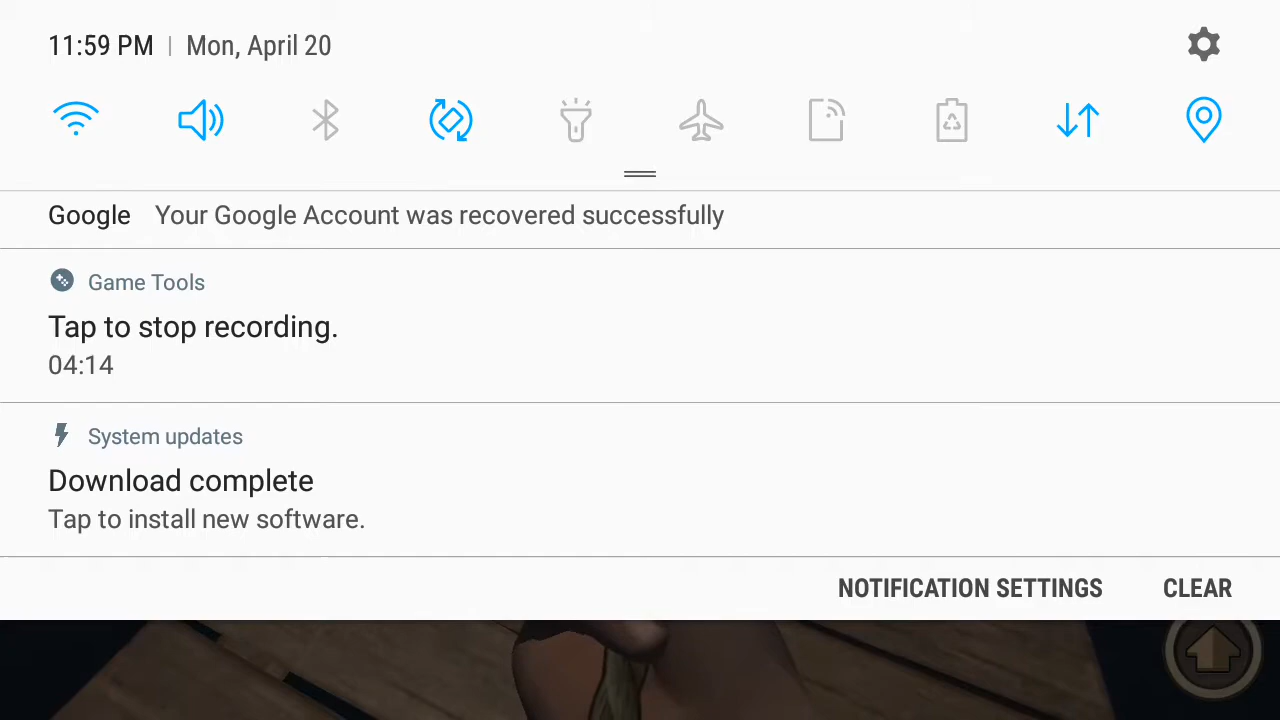 11:59 PM | Mon, April 20
Google Your Google Account was recovered successfully
Game Tools
Tap to stop recording.
04:14
System updates
Download complete
Tap to install new software.
NOTIFICATION SETTINGS CLEAR